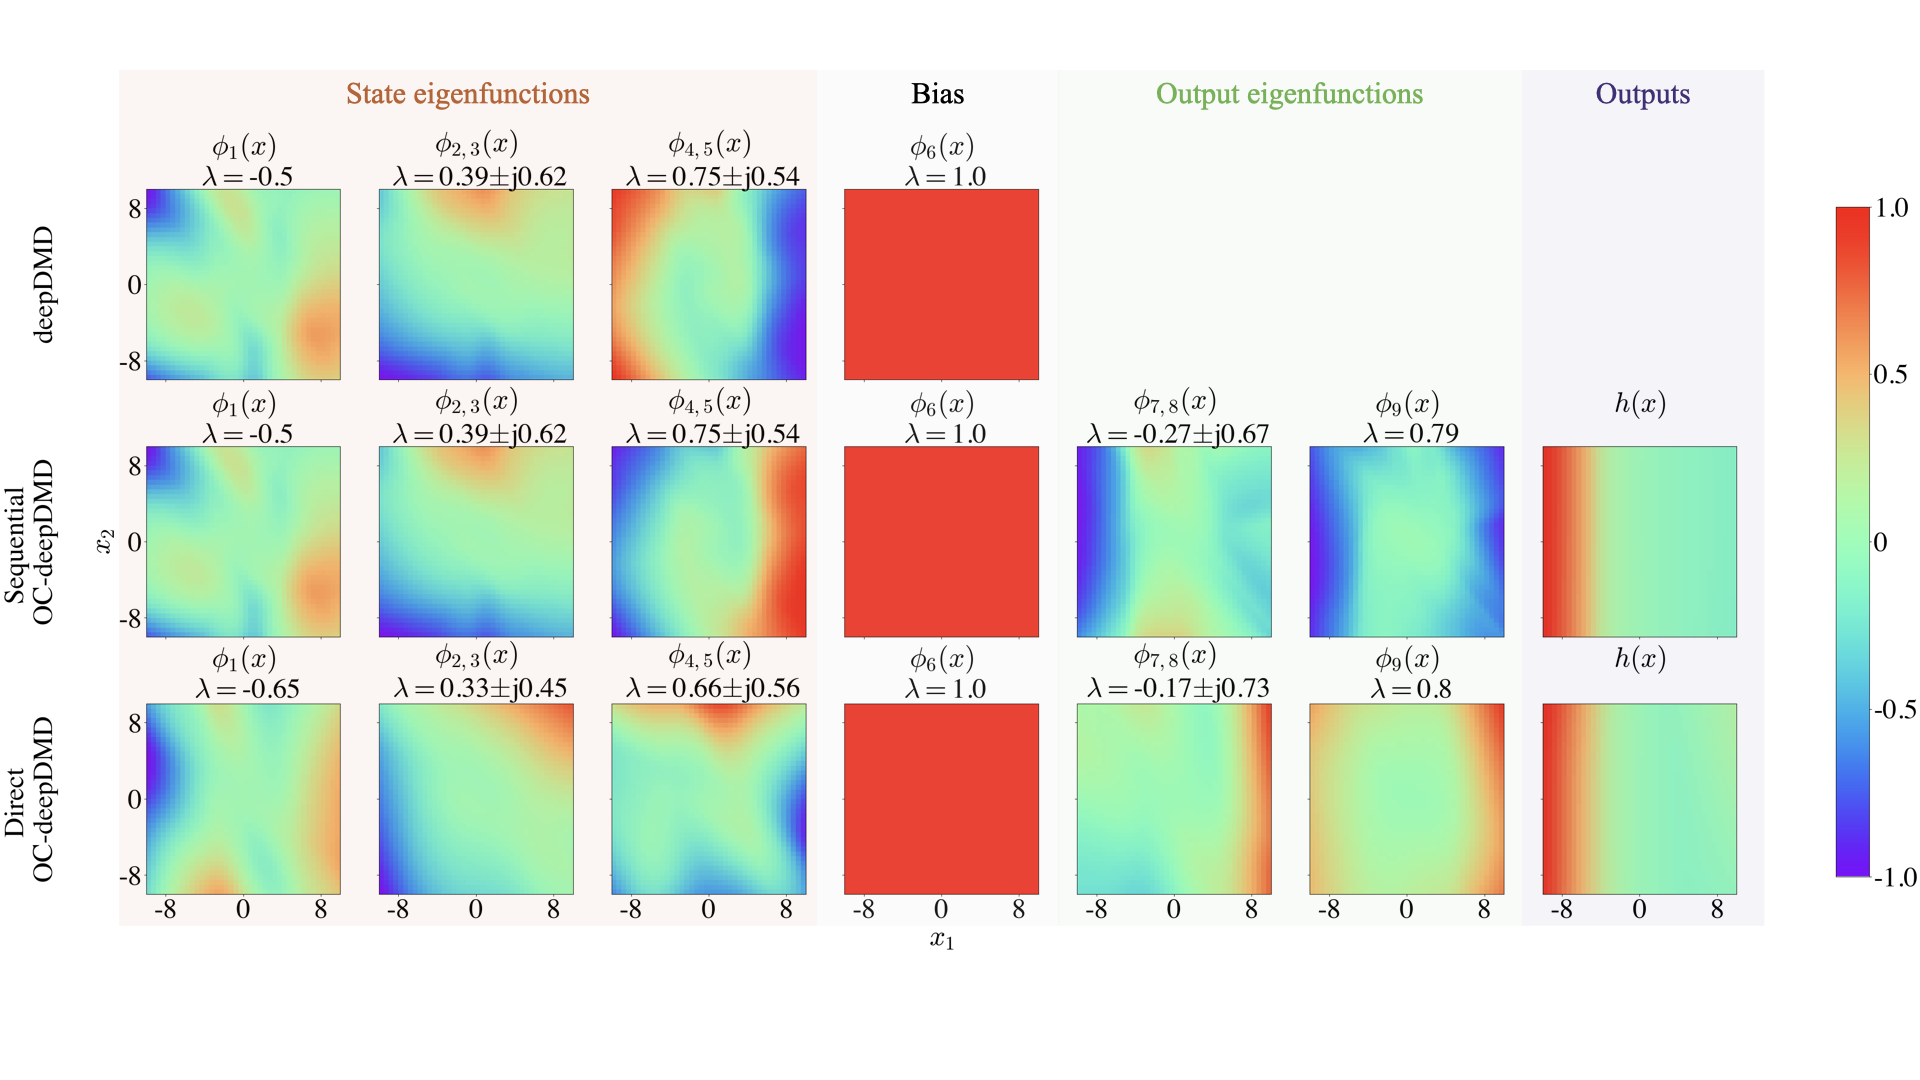 State eigenfunctions Bias Output eigenfunctions Outputs
ϕ₁(x) ϕ₂,₃(x) ϕ₄,₅(x) ϕ₆(x)
λ = -0.5 λ = 0.39±j0.62 λ = 0.75±j0.54 λ = 1.0
deepDMD
8
0
-8
ϕ₁(x) ϕ₂,₃(x) ϕ₄,₅(x) ϕ₆(x) ϕ₇,₈(x) ϕ₉(x) h(x)
λ = -0.5 λ = 0.39±j0.62 λ = 0.75±j0.54 λ = 1.0 λ = -0.27±j0.67 λ = 0.79
Sequential
OC-deepDMD
x₂
8
0
-8
ϕ₁(x) ϕ₂,₃(x) ϕ₄,₅(x) ϕ₆(x) ϕ₇,₈(x) ϕ₉(x) h(x)
λ = -0.65 λ = 0.33±j0.45 λ = 0.66±j0.56 λ = 1.0 λ = -0.17±j0.73 λ = 0.8
Direct
OC-deepDMD
8
0
-8
-8 0 8 -8 0 8 -8 0 8 -8 0 8 -8 0 8 -8 0 8 -8 0 8
x₁
1.0
0.5
0
-0.5
-1.0